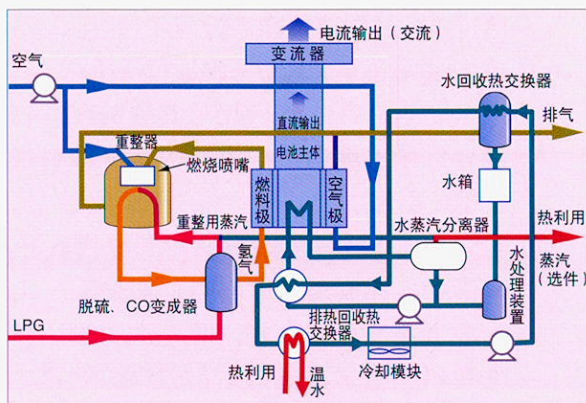 电流输出（交流）
变流器
空气
水回收热交换器
直流输出
重整器
排气
电池主体
燃烧喷嘴
水箱
燃料极
空气极
重整用蒸汽
水蒸汽分离器
热利用
氢气
水处理装置
蒸汽
（选件）
脱硫、CO变成器
排热回收热
交换器
LPG
热利用
温水
冷却模块